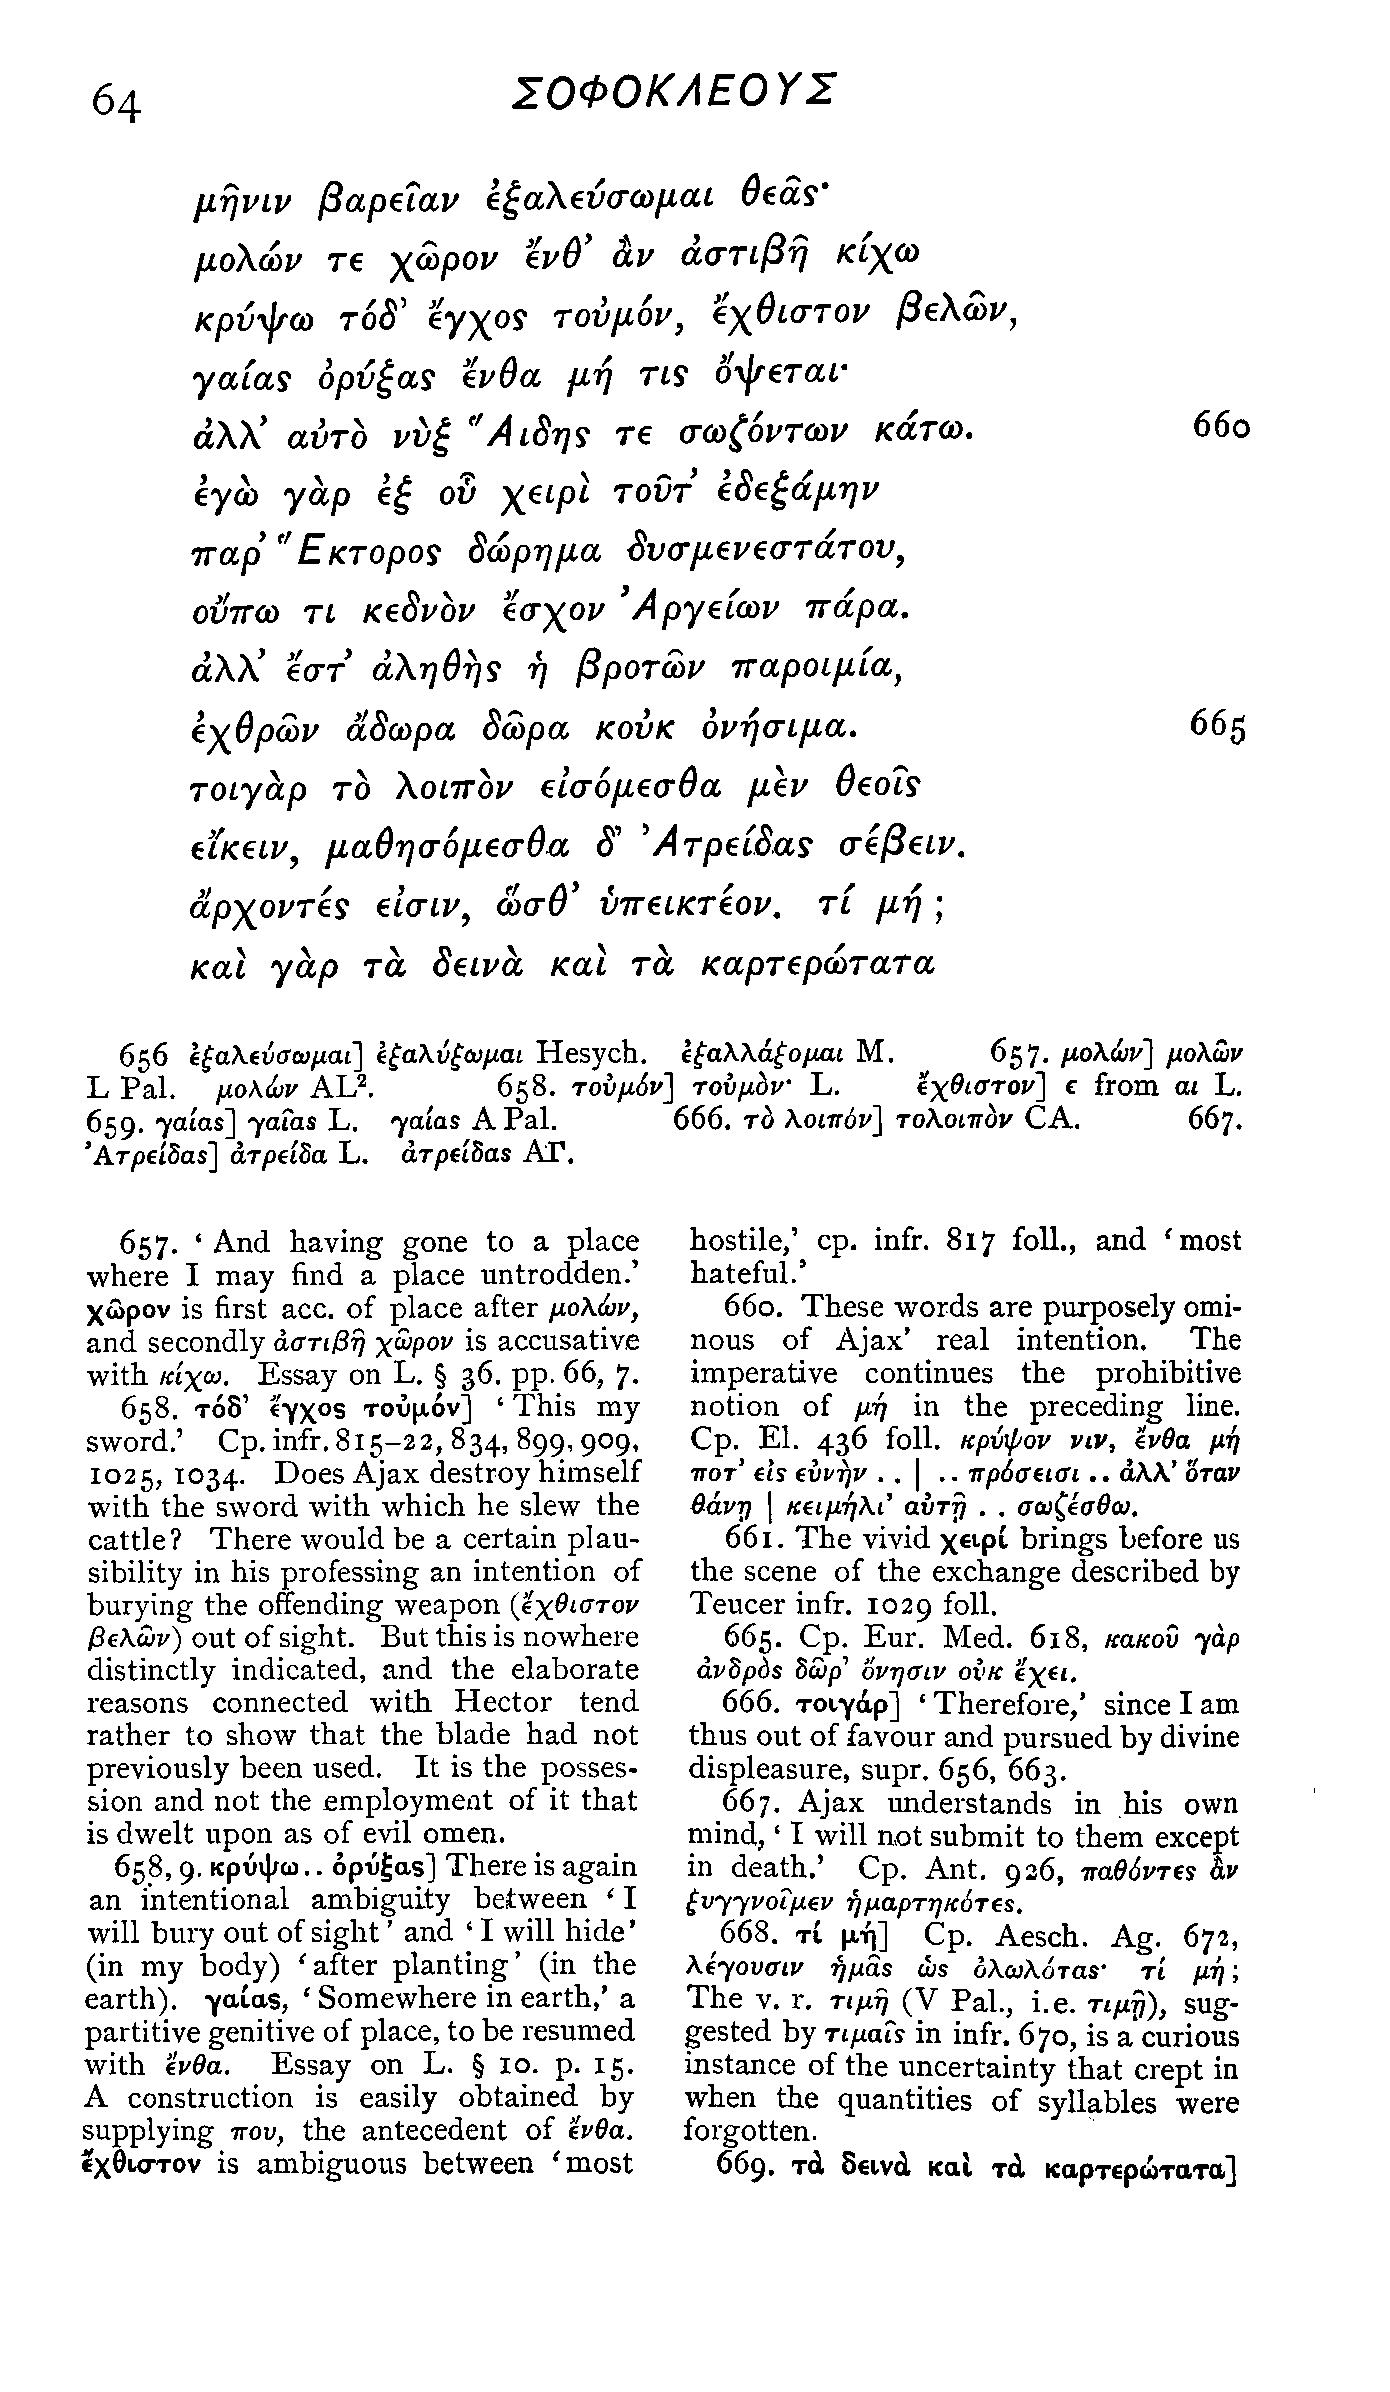 64 ΣΟΦΟΚΛΕΟΥΣ
μῆνιν βαρεῖαν ἐξαλεύσωμαι θεᾶς·
μολών τε χῶρον ἔνθ’ ἂν ἀστιβῆ κίχω
κρύψω τόδ’ ἔγχος τοὐμόν, ἔχθιστον βελῶν,
γαίας ὀρύξας ἔνθα μή τις ὄψεται·
ἀλλ’ αὐτὸ νὺξ Ἅιδης τε σωζόντων κάτω. 660
ἐγὼ γὰρ ἐξ οὗ χειρὶ τοῦτ’ ἐδεξάμην
παρ’ Ἕκτορος δώρημα δυσμενεστάτου,
οὔπω τι κεδνὸν ἔσχον Ἀργείων πάρα.
ἀλλ’ ἔστ’ ἀληθὴς ἡ βροτῶν παροιμία,
ἐχθρῶν ἄδωρα δῶρα κοὐκ ὀνήσιμα. 665
τοιγὰρ τὸ λοιπὸν εἰσόμεσθα μὲν θεοῖς
εἴκειν, μαθησόμεσθα δ’ Ἀτρείδας σέβειν.
ἄρχοντές εἰσιν, ὥσθ’ ὑπεικτέον. τί μή ;
καὶ γὰρ τὰ δεινὰ καὶ τὰ καρτερώτατα
656 ἐξαλεύσωμαι] ἐξαλύξωμαι Hesych. ἐξαλλάξομαι M. 657. μολών] μολῶν
L Pal. μολών AL². 658. τοὐμόν] τοὐμὸν· L. ἔχθιστον] ε from αι L.
659. γαίας] γαῖας L. γαίας A Pal. 666. τὸ λοιπόν] τολοιπὸν CA. 667.
Ἀτρείδας] ἀτρείδα L. ἀτρείδας ΑΓ.
657. ‘ And having gone to a place
where I may find a place untrodden.’
χῶρον is first acc. of place after μολών,
and secondly ἀστιβῆ χῶρον is accusative
with κίχω. Essay on L. § 36. pp. 66, 7.
658. τόδ’ ἔγχος τοὐμόν] ‘ This my
sword.’ Cp. infr. 815–22, 834, 899, 909,
1025, 1034. Does Ajax destroy himself
with the sword with which he slew the
cattle? There would be a certain plau-
sibility in his professing an intention of
burying the offending weapon (ἔχθιστον
βελῶν) out of sight. But this is nowhere
distinctly indicated, and the elaborate
reasons connected with Hector tend
rather to show that the blade had not
previously been used. It is the posses-
sion and not the employment of it that
is dwelt upon as of evil omen.
658, 9. κρύψω . . ὀρύξας] There is again
an intentional ambiguity between ‘ I
will bury out of sight ’ and ‘ I will hide’
(in my body) ‘ after planting’ (in the
earth). γαίας, ‘ Somewhere in earth,’ a
partitive genitive of place, to be resumed
with ἔνθα. Essay on L. § 10. p. 15.
A construction is easily obtained by
supplying που, the antecedent of ἔνθα.
ἔχθιστον is ambiguous between ‘ most
hostile,’ cp. infr. 817 foll., and ‘ most
hateful.’
660. These words are purposely omi-
nous of Ajax’ real intention. The
imperative continues the prohibitive
notion of μή in the preceding line.
Cp. El. 436 foll. κρύψον νιν, ἔνθα μή
ποτ’ εἰς εὐνὴν . . | . . πρόσεισι . . ἀλλ’ ὅταν
θάνῃ | κειμήλι’ αὐτῇ . . σωζέσθω.
661. The vivid χειρί brings before us
the scene of the exchange described by
Teucer infr. 1029 foll.
665. Cp. Eur. Med. 618, κακοῦ γὰρ
ἀνδρὸς δῶρ’ ὄνησιν οὐκ ἔχει.
666. τοιγάρ] ‘ Therefore,’ since I am
thus out of favour and pursued by divine
displeasure, supr. 656, 663.
667. Ajax understands in his own
mind, ‘ I will not submit to them except
in death.’ Cp. Ant. 926, παθόντες ἂν
ξυγγνοῖμεν ἡμαρτηκότες.
668. τί μή] Cp. Aesch. Ag. 672,
λέγουσιν ἡμᾶς ὡς ὀλωλότας· τί μή ;
The v. r. τιμῆ (V Pal., i. e. τιμῇ), sug-
gested by τιμαῖς in infr. 670, is a curious
instance of the uncertainty that crept in
when the quantities of syllables were
forgotten.
669. τὰ δεινὰ καὶ τὰ καρτερώτατα]